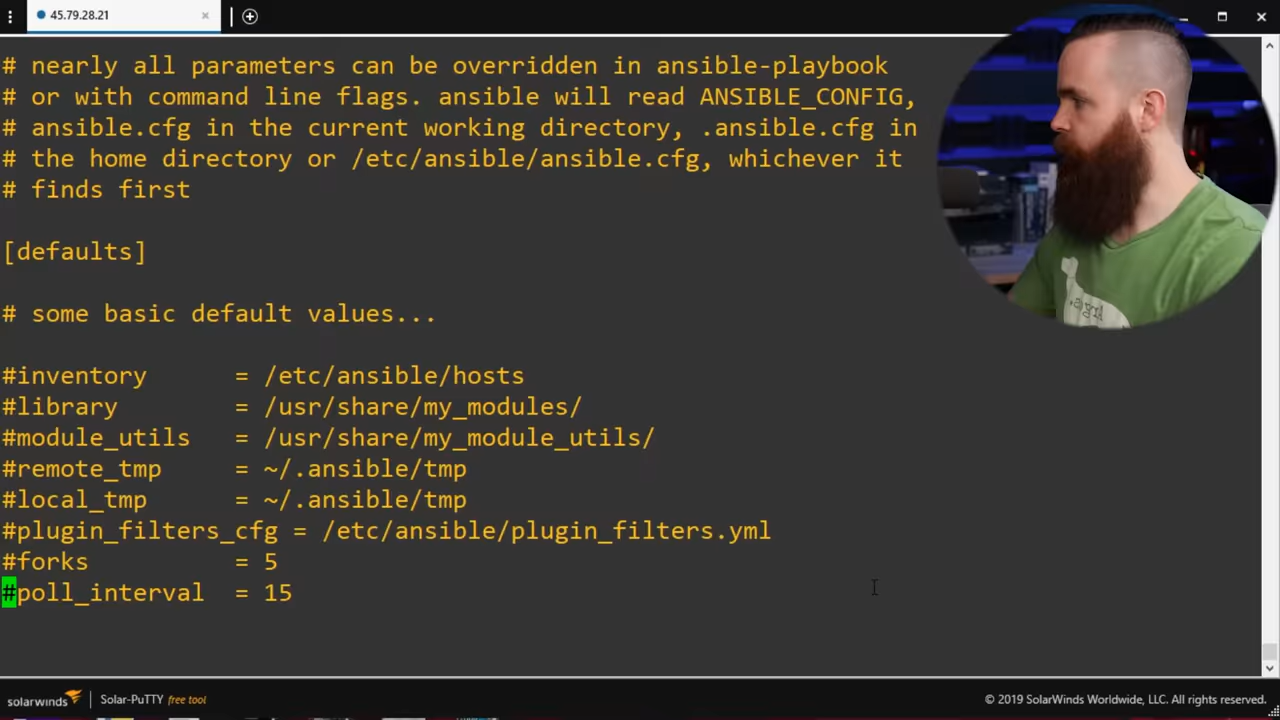 45.79.28.21
# nearly all parameters can be overridden in ansible-playbook
# or with command line flags. ansible will read ANSIBLE_CONFIG,
# ansible.cfg in the current working directory, .ansible.cfg in
# the home directory or /etc/ansible/ansible.cfg, whichever it
# finds first
[defaults]
# some basic default values...
#inventory = /etc/ansible/hosts
#library = /usr/share/my_modules/
#module_utils = /usr/share/my_module_utils/
#remote_tmp = ~/.ansible/tmp
#local_tmp = ~/.ansible/tmp
#plugin_filters_cfg = /etc/ansible/plugin_filters.yml
#forks = 5
#poll_interval = 15
solarwinds Solar-PuTTY free tool © 2019 SolarWinds Worldwide, LLC. All rights reserved.